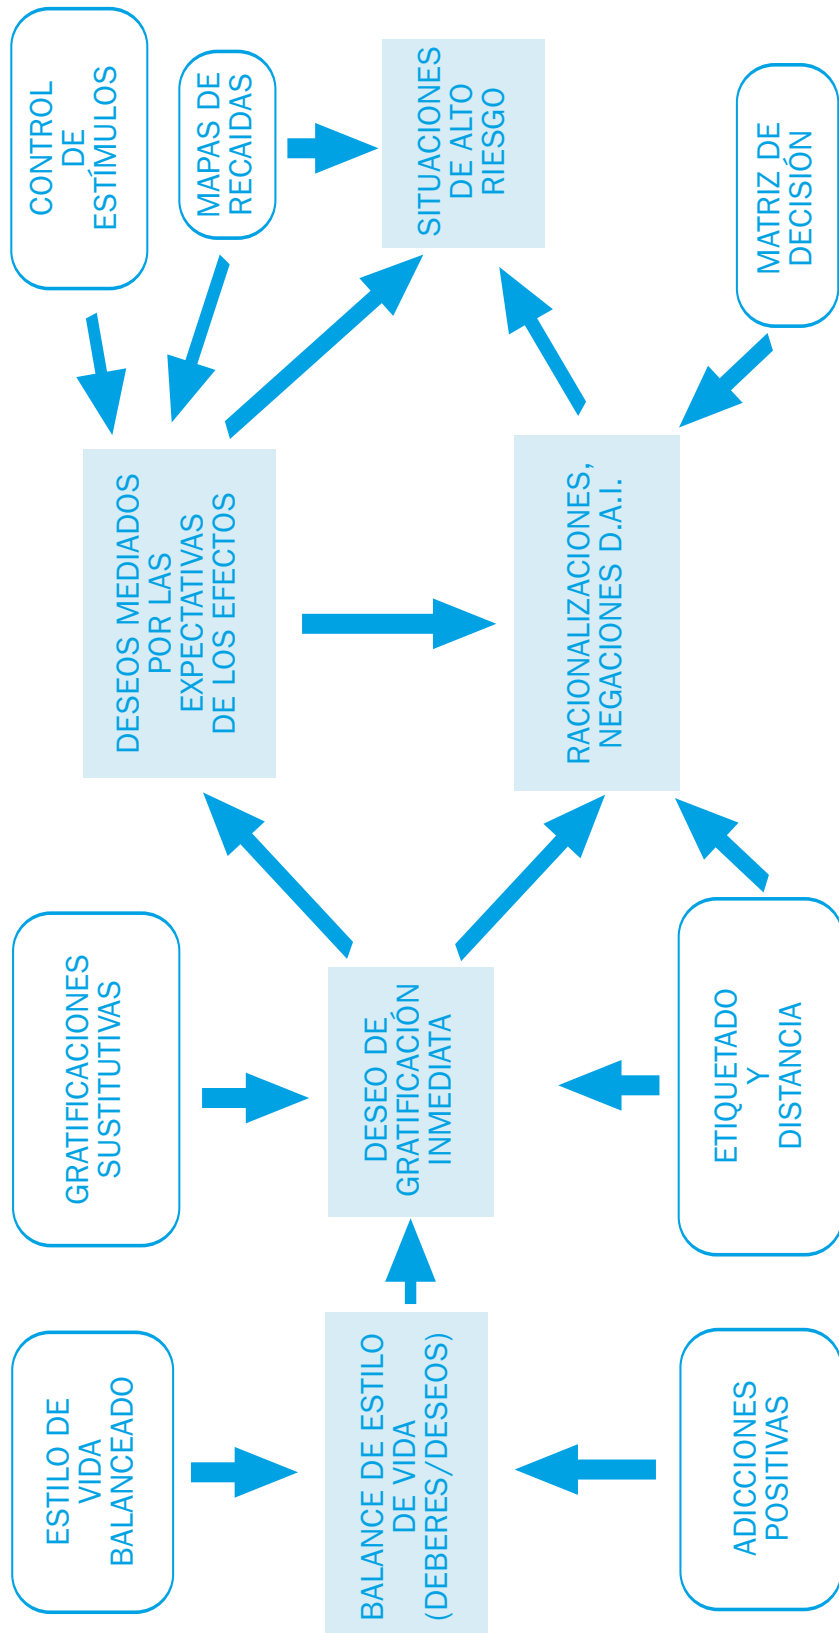 ESTILO DE
VIDA
BALANCEADO
GRATIFICACIONES
SUSTITUTIVAS
CONTROL
DE
ESTÍMULOS
MAPAS DE
RECAIDAS
DESEOS MEDIADOS
POR LAS
EXPECTATIVAS
DE LOS EFECTOS
BALANCE DE ESTILO
DE VIDA
(DEBERES/DESEOS)
DESEO DE
GRATIFICACIÓN
INMEDIATA
SITUACIONES
DE ALTO
RIESGO
RACIONALIZACIONES,
NEGACIONES D.A.I.
ADICCIONES
POSITIVAS
ETIQUETADO
Y
DISTANCIA
MATRIZ DE
DECISIÓN